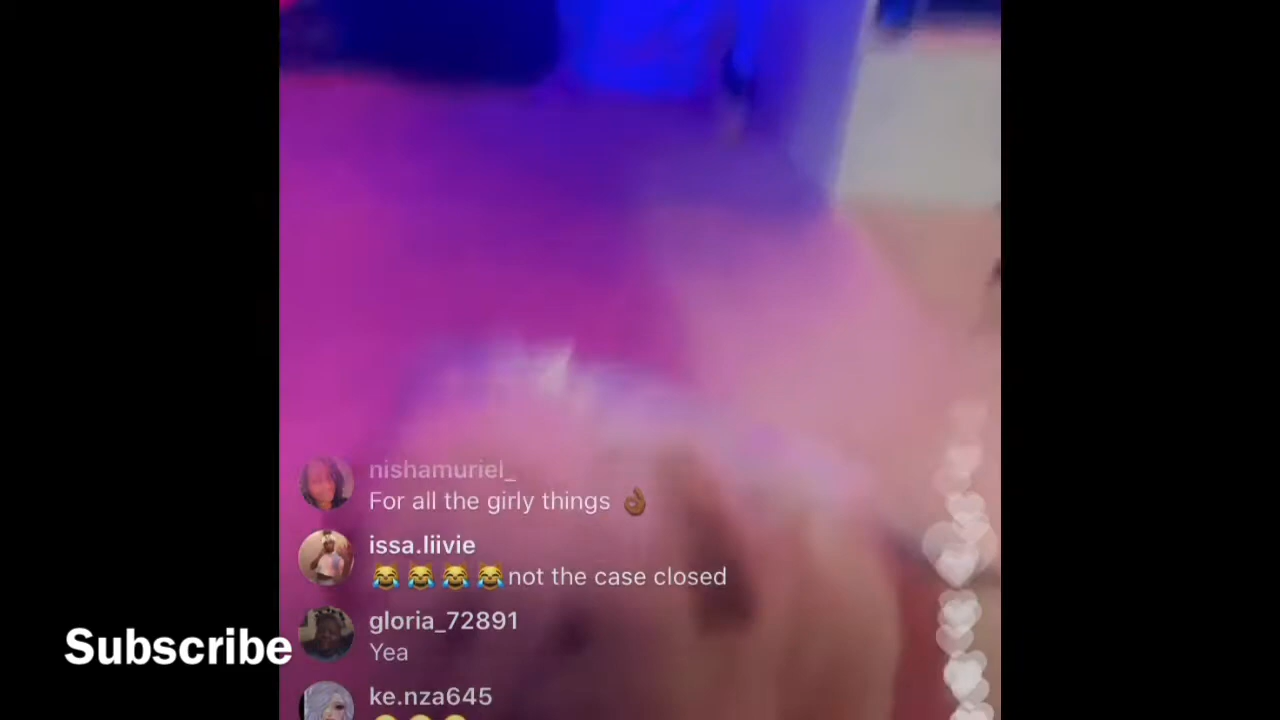 nishamuriel_
For all the girly things 👌🏾
issa.liivie
😹😹😹😹not the case closed
gloria_72891
Yea
Subscribe
ke.nza645